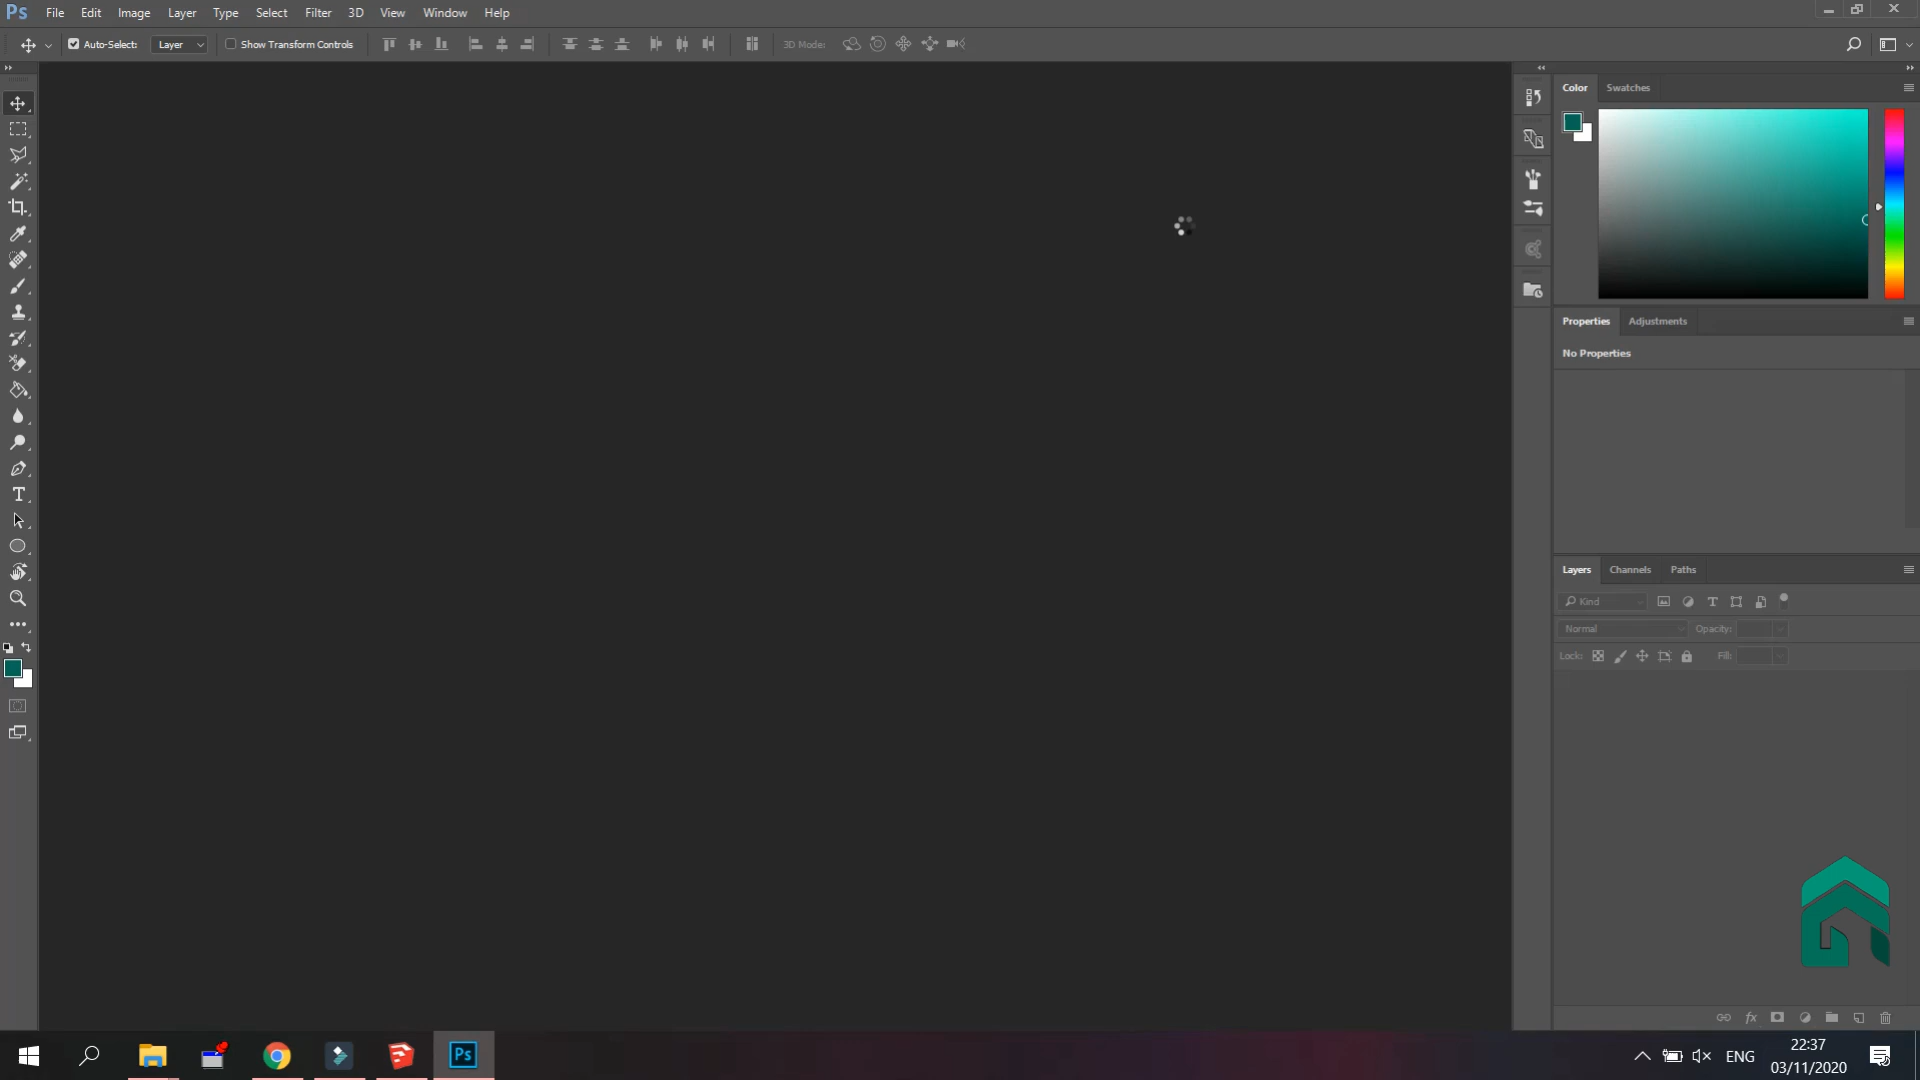 Ps File Edit Image Layer Type Select Filter 3D View Window Help
Auto-Select: Layer Show Transform Controls 3D Mode:
Color Swatches
Properties Adjustments
No Properties
Layers Channels Paths
Kind
Normal Opacity:
Lock: Fill:
Ps ENG 22:37
03/11/2020